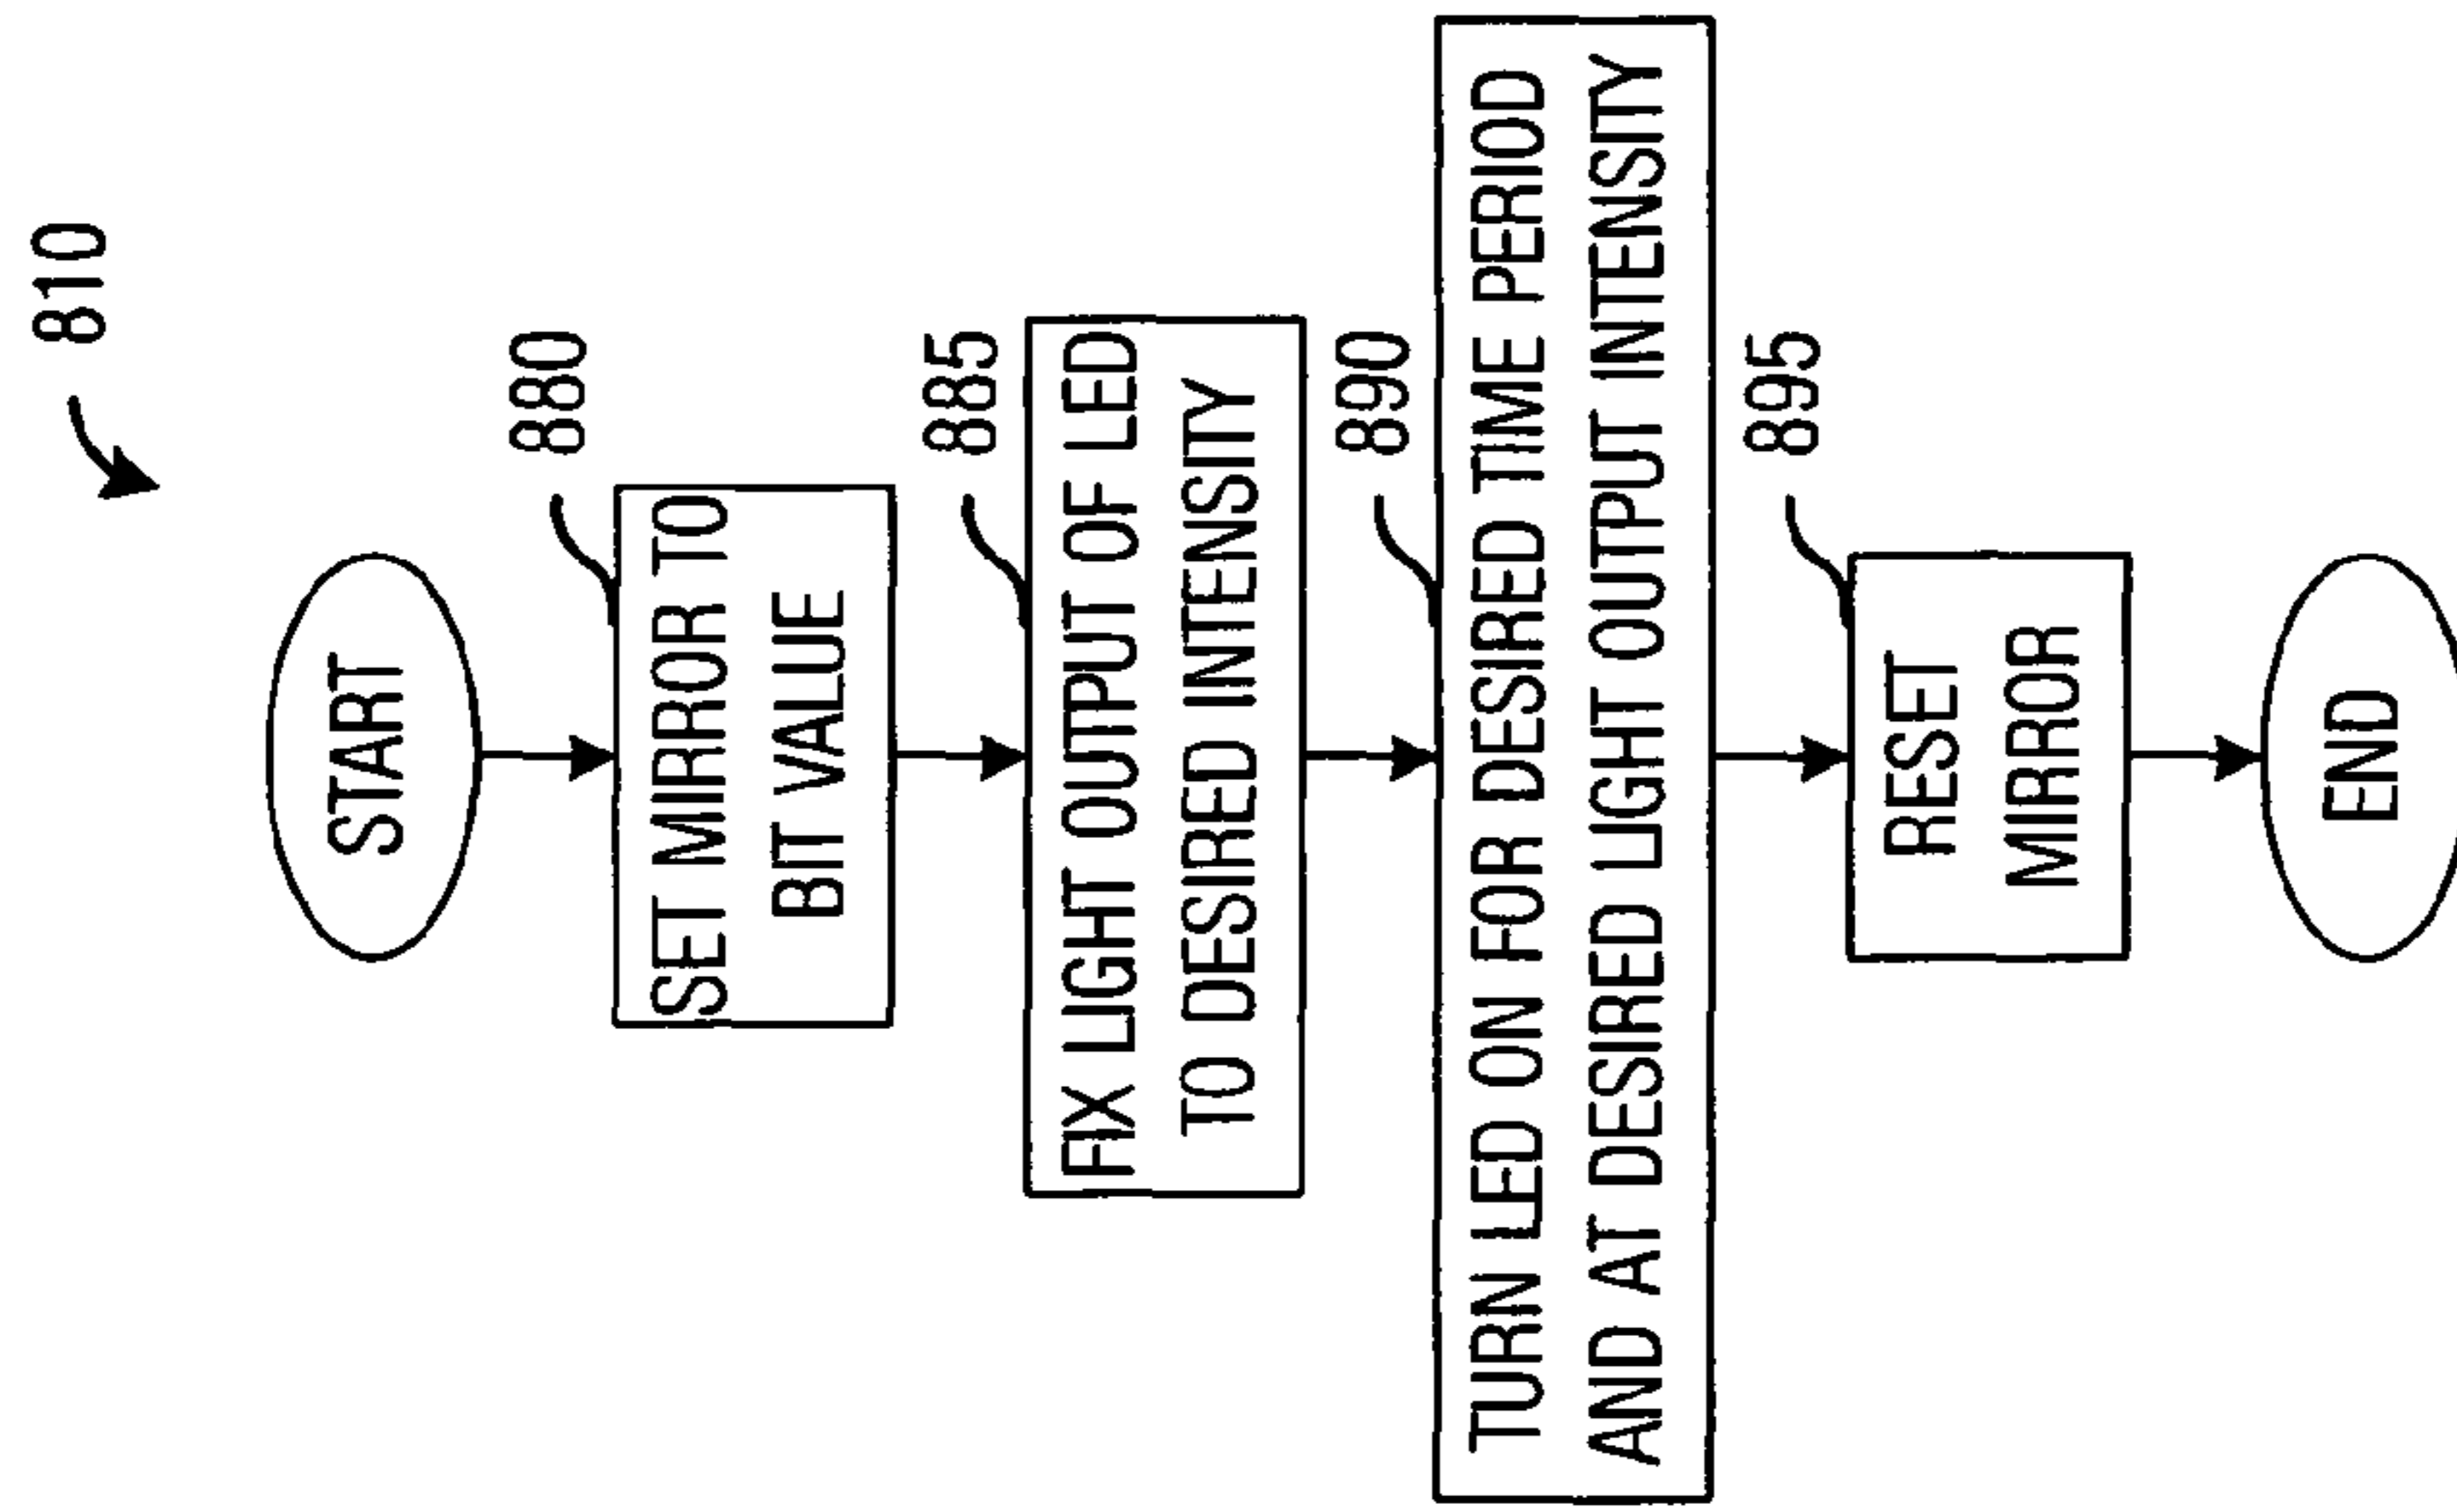 810
START
880
SET MIRROR TO
BIT VALUE
885
FIX LIGHT OUTPUT OF LED
TO DESIRED INTENSITY
890
TURN LED ON FOR DESIRED TIME PERIOD
AND AT DESIRED LIGHT OUTPUT INTENSITY
895
RESET
MIRROR
END